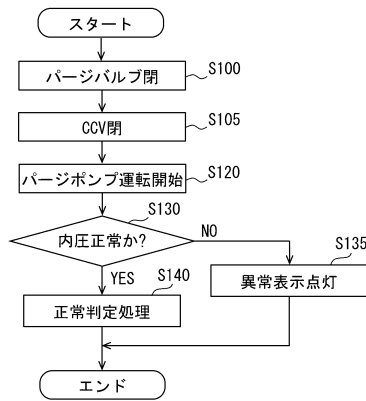 スタート
パージバルブ閉
S100
CCV閉
S105
パージポンプ運転開始
S120
内圧正常か?
S130
NO
YES
異常表示点灯
S135
正常判定処理
S140
エンド